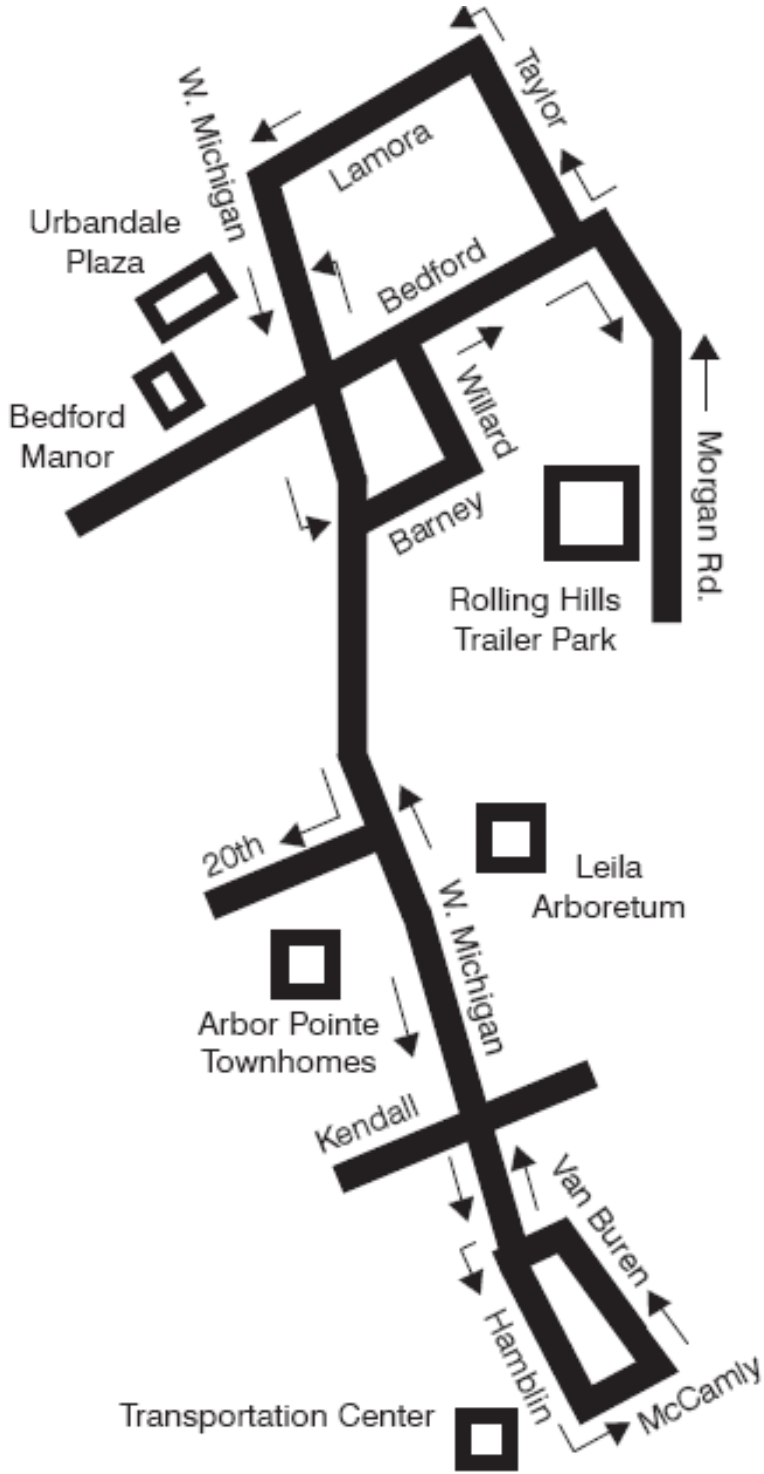 Taylor
W. Michigan
Lamora
Urbandale
Plaza
Bedford
Willard
Bedford
Manor
Morgan Rd.
Barney
Rolling Hills
Trailer Park
20th
Leila
Arboretum
W. Michigan
Arbor Pointe
Townhomes
Kendall
Van Buren
Hamblin
McCamly
Transportation Center